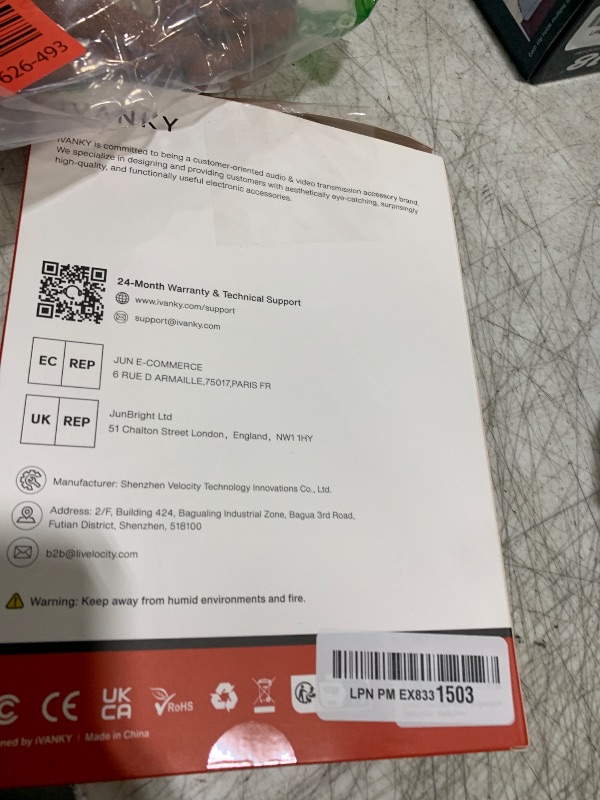 626-493
iVANKY
iVANKY is committed to being a customer-oriented audio & video transmission accessory brand.
We specialize in designing and providing customers with aesthetically eye-catching, surprisingly
high-quality, and functionally useful electronic accessories.
24-Month Warranty & Technical Support
www.ivanky.com/support
support@ivanky.com
EC REP
JUN E-COMMERCE
6 RUE D ARMAILLE,75017,PARIS FR
UK REP
JunBright Ltd
51 Chalton Street London, England, NW1 1HY
Manufacturer: Shenzhen Velocity Technology Innovations Co., Ltd.
Address: 2/F, Building 424, Bagualing Industrial Zone, Bagua 3rd Road,
Futian District, Shenzhen, 518100
b2b@livelocity.com
Warning: Keep away from humid environments and fire.
LPN PM EX8331503
CE
UK
CA
RoHS
ned by iVANKY | Made in China